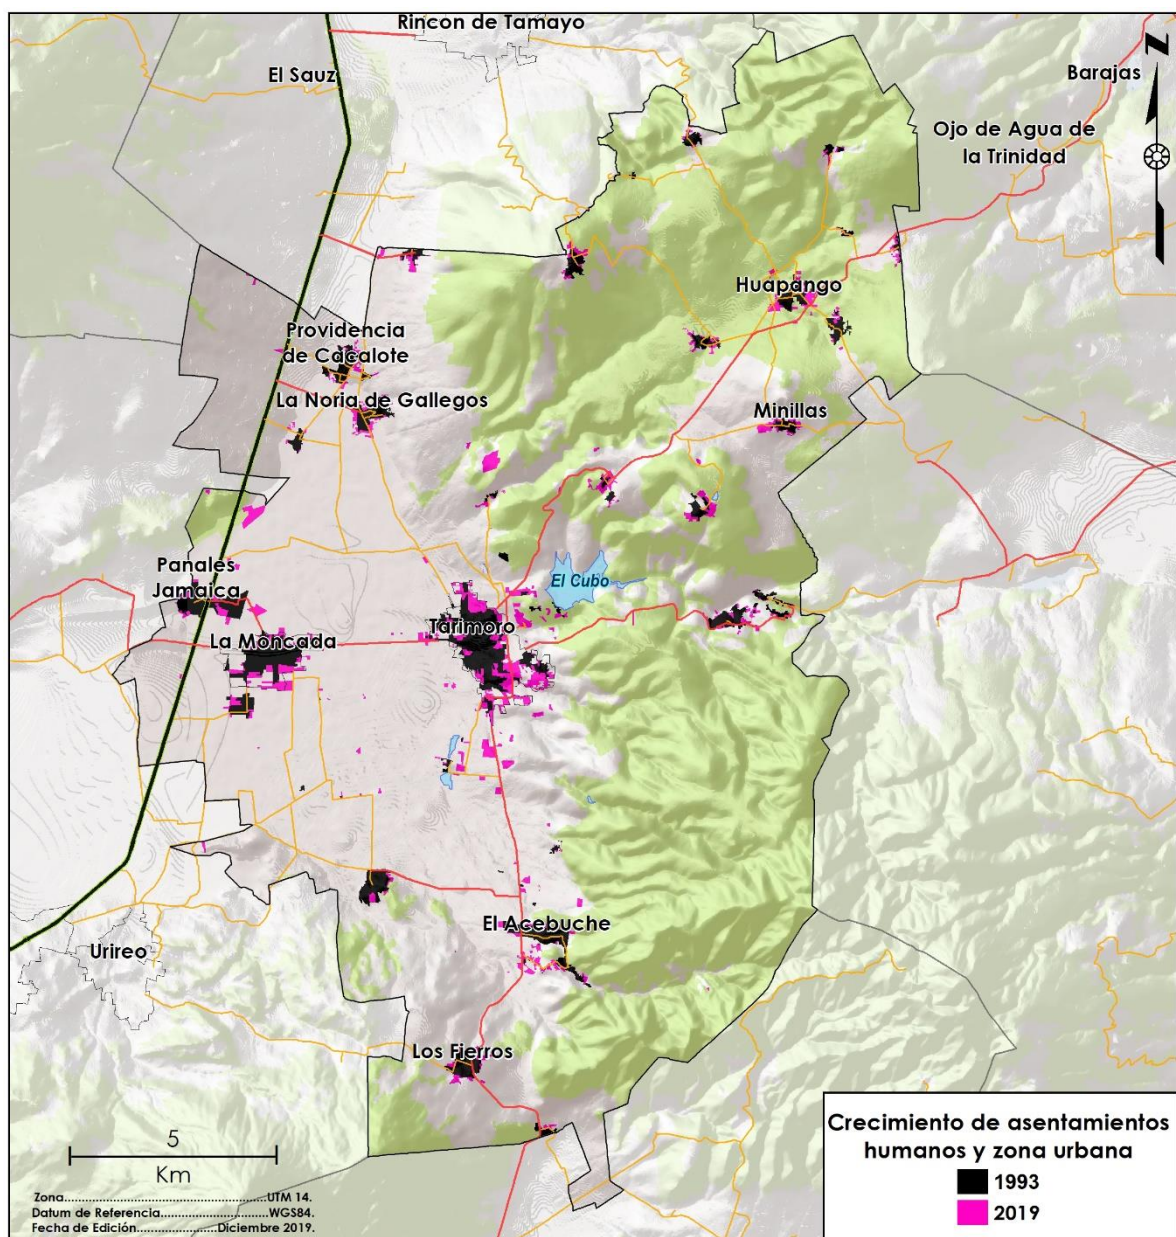 Rincon de Tamayo
El Sauz
N
Barajas
Ojo de Agua de
la Trinidad
Huapango
Providencia
de Cacalote
La Noria de Gallegos
Minillas
Panales
Jamaica
El Cubo
Tarimoro
La Moncada
El Acebuche
Urireo
Los Fierros
5
Km
Zona..........................................UTM 14.
Datum de Referencia......................WGS84.
Fecha de Edición................Diciembre 2019.
Crecimiento de asentamientos
humanos y zona urbana
1993
2019